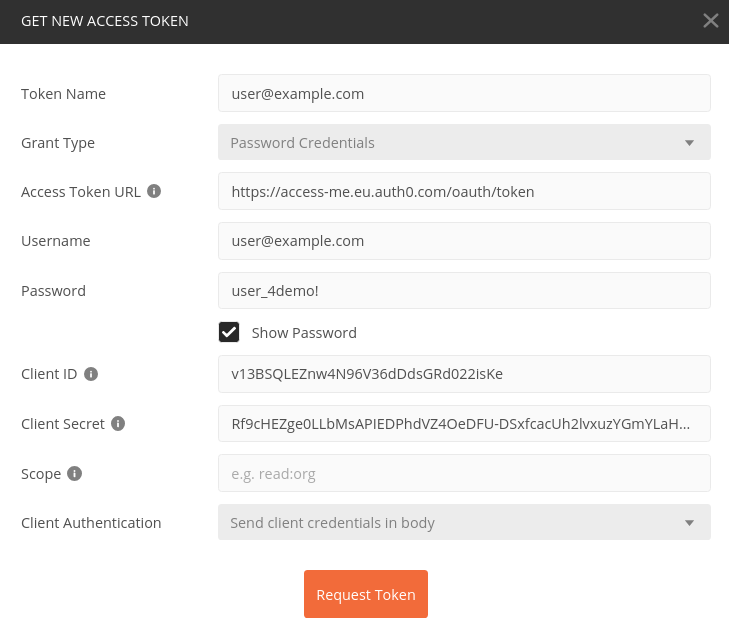 GET NEW ACCESS TOKEN
Token Name user@example.com
Grant Type Password Credentials
Access Token URL https://access-me.eu.auth0.com/oauth/token
Username user@example.com
Password user_4demo!
Show Password
Client ID v13BSQLEZnw4N96V36dDdsGRd022isKe
Client Secret Rf9cHEZge0LLbMsAPIEDPhdVZ4OeDFU-DSxfcacUh2lvxuzYGmYLaH...
Scope e.g. read:org
Client Authentication Send client credentials in body
Request Token